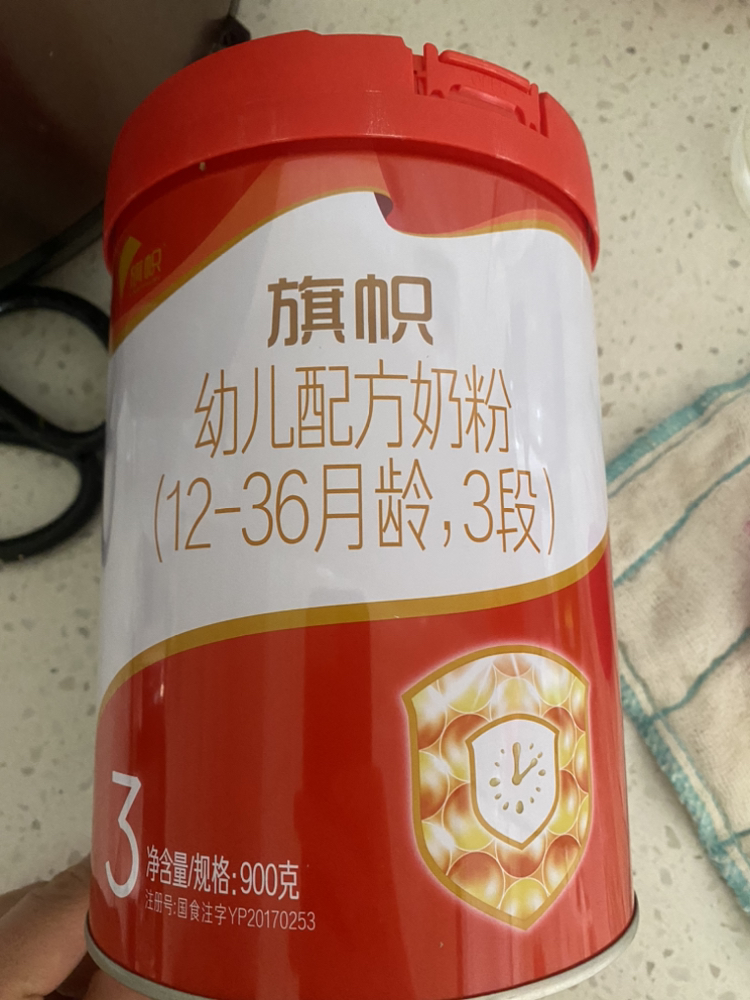 旗帜
旗帜
幼儿配方奶粉
(12-36月龄,3段)
3
净含量/规格:900克
注册号:国食注字YP20170253